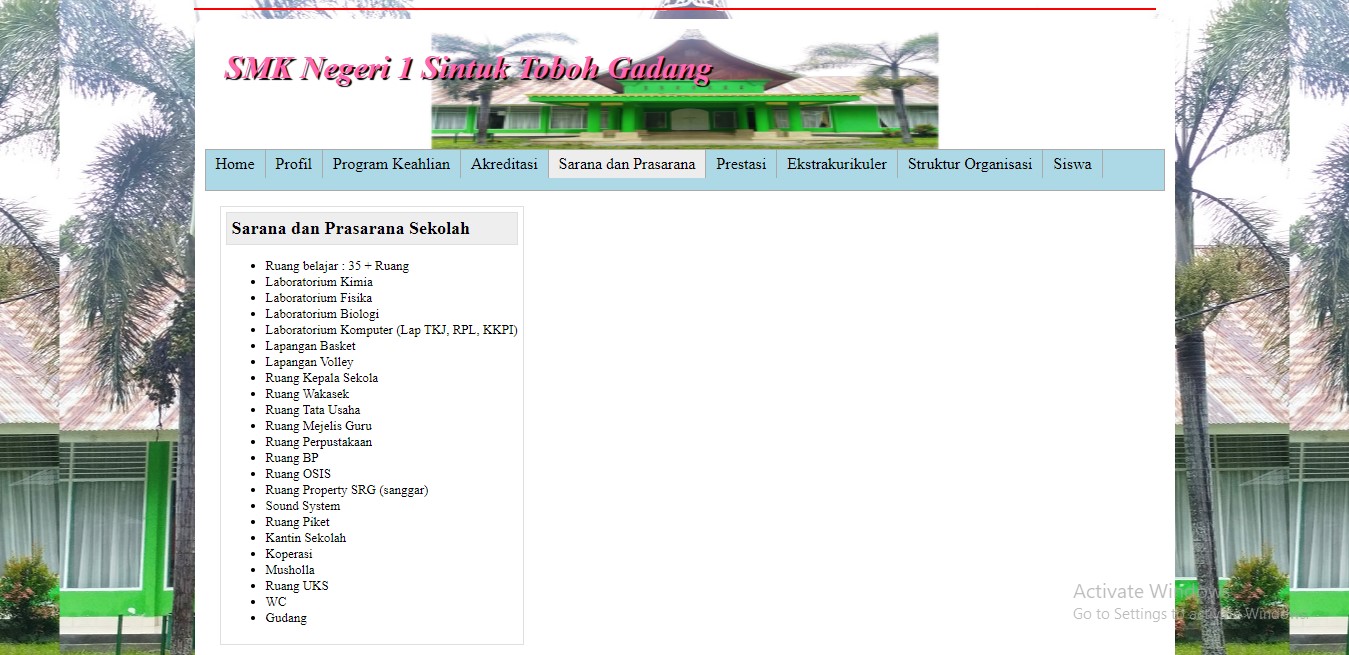 SMK Negeri 1 Sintuk Toboh Gadang
Home Profil Program Keahlian Akreditasi Sarana dan Prasarana Prestasi Ekstrakurikuler Struktur Organisasi Siswa
Sarana dan Prasarana Sekolah
Ruang belajar : 35 + Ruang
Laboratorium Kimia
Laboratorium Fisika
Laboratorium Biologi
Laboratorium Komputer (Lap TKJ, RPL, KKPI)
Lapangan Basket
Lapangan Volley
Ruang Kepala Sekola
Ruang Wakasek
Ruang Tata Usaha
Ruang Mejelis Guru
Ruang Perpustakaan
Ruang BP
Ruang OSIS
Ruang Property SRG (sanggar)
Sound System
Ruang Piket
Kantin Sekolah
Koperasi
Musholla
Ruang UKS
WC
Gudang
Activate Windows
Go to Settings to activate Windows.